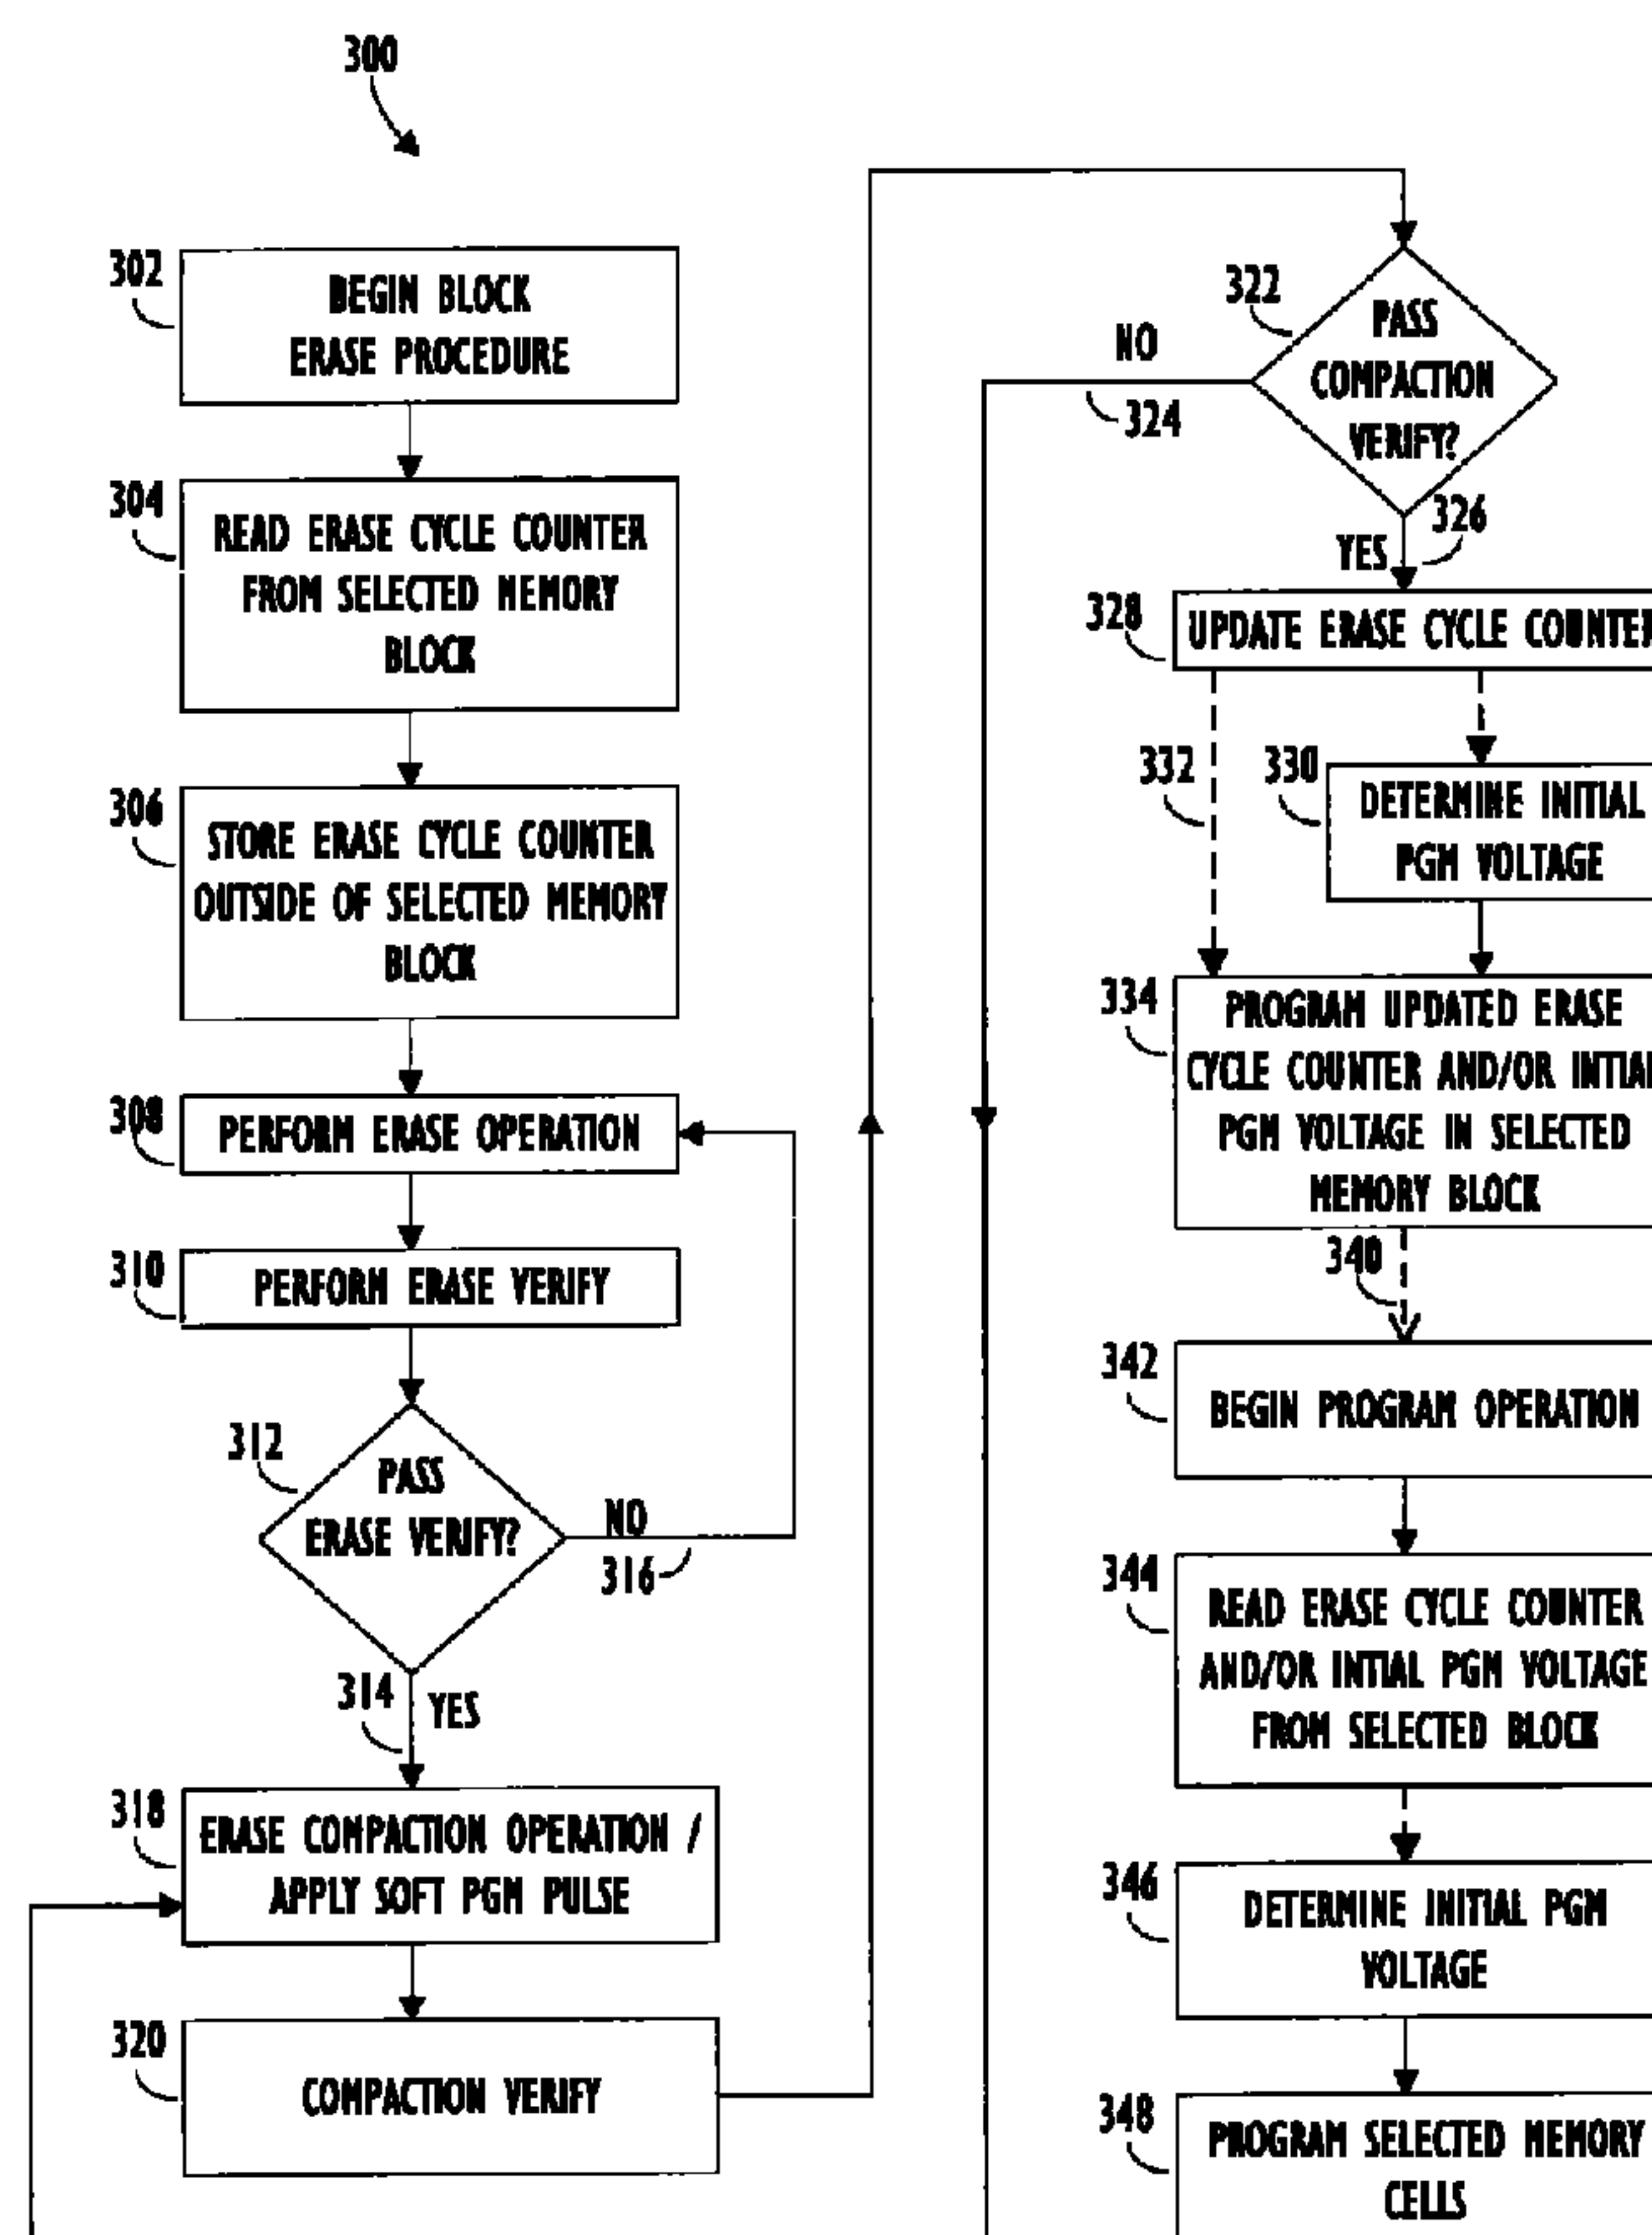 300
302
BEGIN BLOCK
ERASE PROCEDURE
304
READ ERASE CYCLE COUNTER
FROM SELECTED MEMORY
BLOCK
306
STORE ERASE CYCLE COUNTER
OUTSIDE OF SELECTED MEMORY
BLOCK
308
PERFORM ERASE OPERATION
310
PERFORM ERASE VERIFY
312
PASS
ERASE VERIFY?
NO
316
314
YES
318
ERASE COMPACTION OPERATION /
APPLY SOFT PGM PULSE
320
COMPACTION VERIFY
322
PASS
COMPACTION
VERIFY?
NO
324
326
YES
328
UPDATE ERASE CYCLE COUNTER
332
330
DETERMINE INITIAL
PGM VOLTAGE
334
PROGRAM UPDATED ERASE
CYCLE COUNTER AND/OR INTIAL
PGM VOLTAGE IN SELECTED
MEMORY BLOCK
340
342
BEGIN PROGRAM OPERATION
344
READ ERASE CYCLE COUNTER
AND/OR INTIAL PGM VOLTAGE
FROM SELECTED BLOCK
346
DETERMINE INITIAL PGM
VOLTAGE
348
PROGRAM SELECTED MEMORY
CELLS